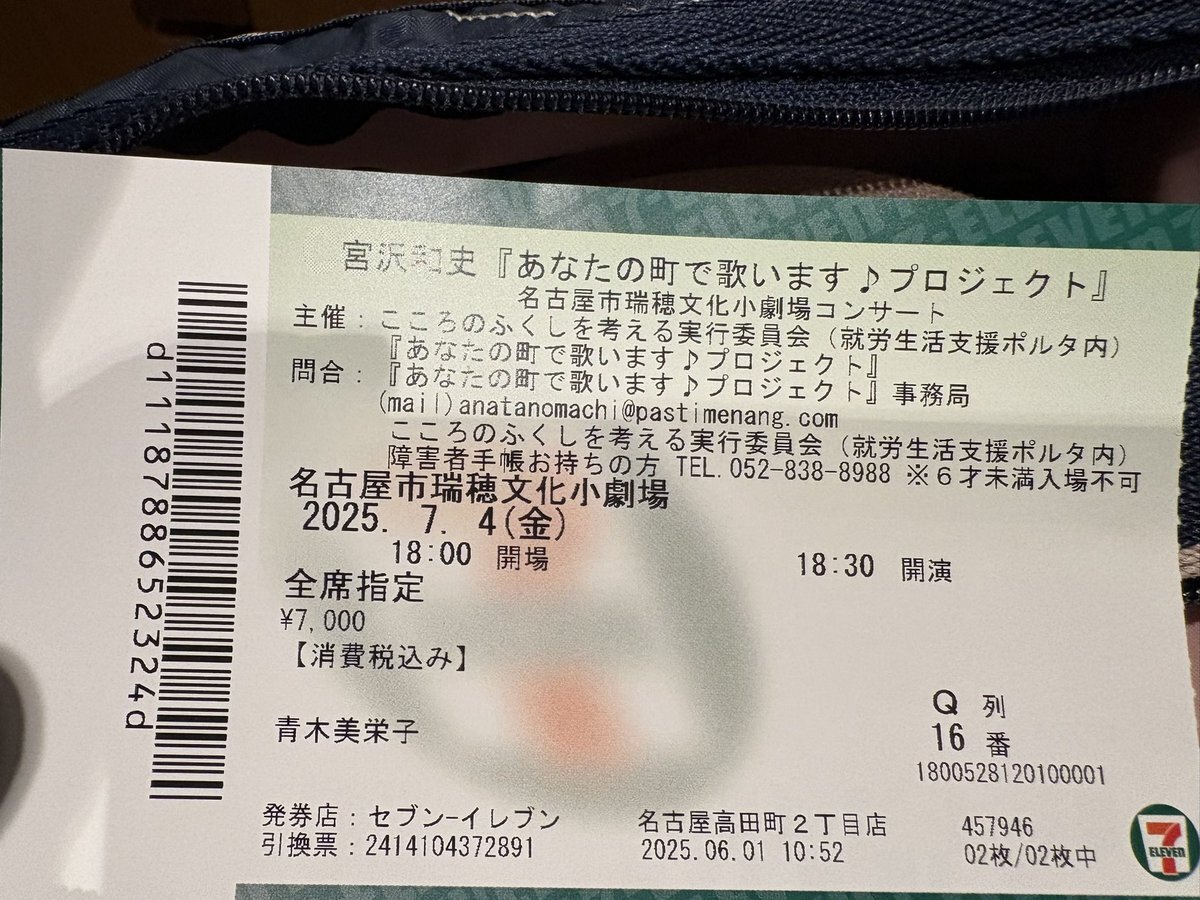 7-ELEVEN
宮沢和史『あなたの町で歌います♪プロジェクト』
名古屋市瑞穂文化小劇場コンサート
主催：こころのふくしを考える実行委員会（就労生活支援ポルタ内）
『あなたの町で歌います♪プロジェクト』
問合：『あなたの町で歌います♪プロジェクト』事務局
(mail)anatanomachi@pastimenang.com
こころのふくしを考える実行委員会（就労生活支援ポルタ内）
障害者手帳お持ちの方 TEL.052-838-8988 ※６才未満入場不可
名古屋市瑞穂文化小劇場
2025. 7. 4(金)
18:00 開場 18:30 開演
全席指定
¥7,000
【消費税込み】
Q 列
青木美栄子 16 番
1800528120100001
発券店：セブン-イレブン 名古屋高田町２丁目店 457946
引換票：2414104372891 2025.06.01 10:52 02枚/02枚中
7 ELEVEN
d1118788652324d